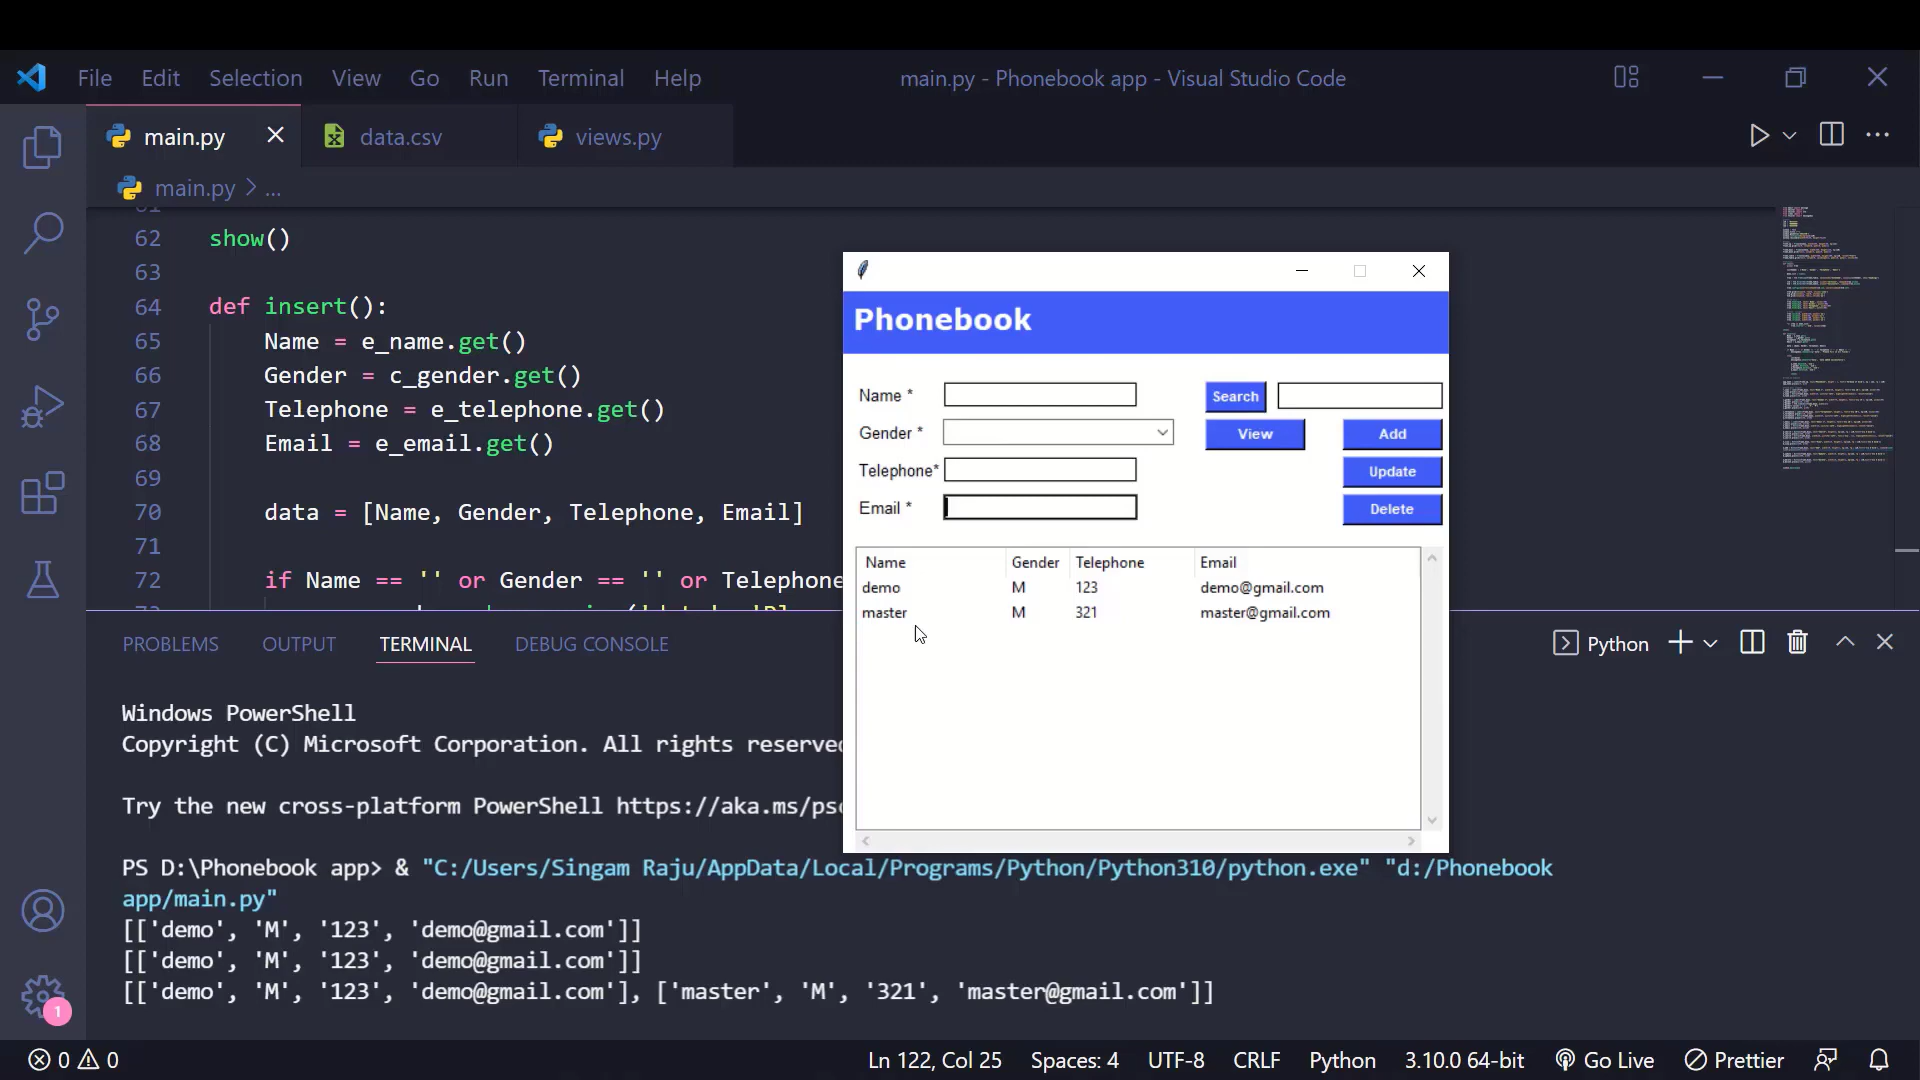 File Edit Selection View Go Run Terminal Help
main.py - Phonebook app - Visual Studio Code
main.py
data.csv
views.py
main.py > ...
62 show()
63
64 def insert():
65 Name = e_name.get()
66 Gender = c_gender.get()
67 Telephone = e_telephone.get()
68 Email = e_email.get()
69
70 data = [Name, Gender, Telephone, Email]
71
72 if Name == '' or Gender == '' or Telephone
Phonebook
Name *
Search
Gender *
View
Add
Telephone*
Update
Email *
Delete
Name Gender Telephone Email
demo M 123 demo@gmail.com
master M 321 master@gmail.com
PROBLEMS OUTPUT TERMINAL DEBUG CONSOLE
Python
Windows PowerShell
Copyright (C) Microsoft Corporation. All rights reserved
Try the new cross-platform PowerShell https://aka.ms/psc
PS D:\Phonebook app> & "C:/Users/Singam Raju/AppData/Local/Programs/Python/Python310/python.exe" "d:/Phonebook
app/main.py"
[['demo', 'M', '123', 'demo@gmail.com']]
[['demo', 'M', '123', 'demo@gmail.com']]
[['demo', 'M', '123', 'demo@gmail.com'], ['master', 'M', '321', 'master@gmail.com']]
1
0 0
Ln 122, Col 25 Spaces: 4 UTF-8 CRLF Python 3.10.0 64-bit Go Live Prettier